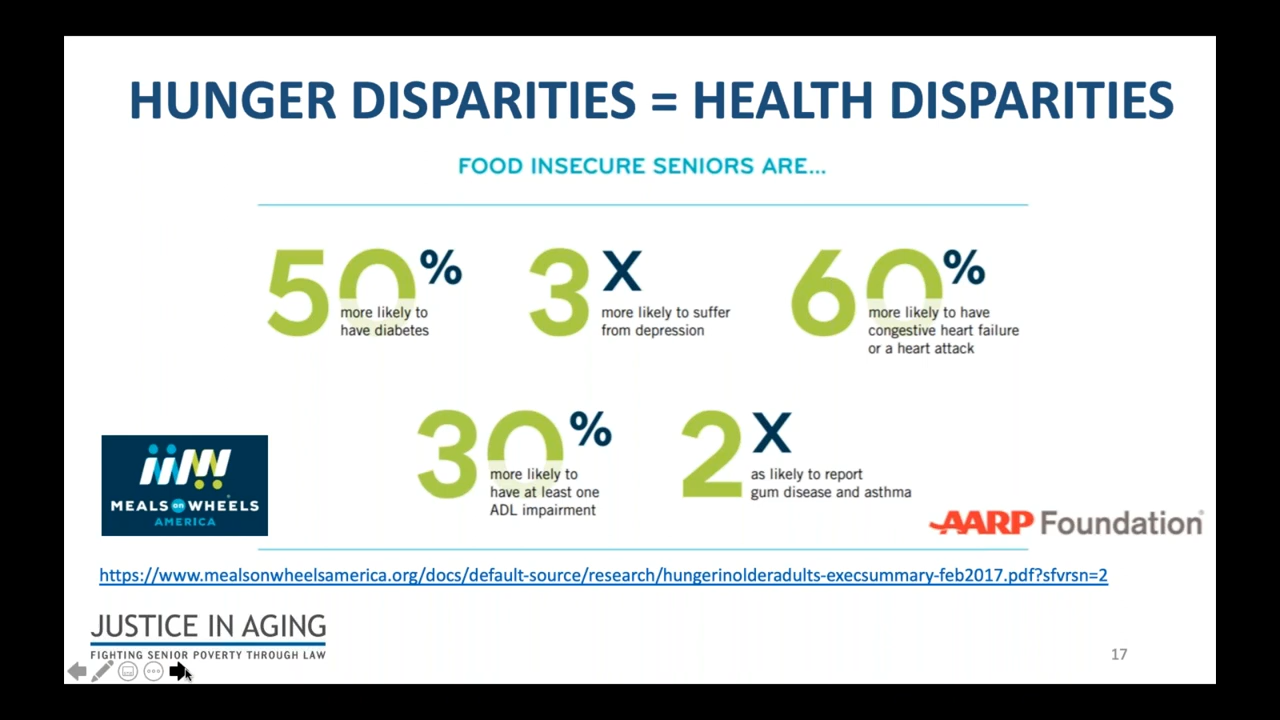 HUNGER DISPARITIES = HEALTH DISPARITIES
FOOD INSECURE SENIORS ARE...
50%
more likely to
have diabetes
3X
more likely to suffer
from depression
60%
more likely to have
congestive heart failure
or a heart attack
30%
more likely to
have at least one
ADL impairment
2X
as likely to report
gum disease and asthma
MEALS on WHEELS
AMERICA
AARP Foundation
https://www.mealsonwheelsamerica.org/docs/default-source/research/hungerinolderadults-execsummary-feb2017.pdf?sfvrsn=2
JUSTICE IN AGING
FIGHTING SENIOR POVERTY THROUGH LAW
17